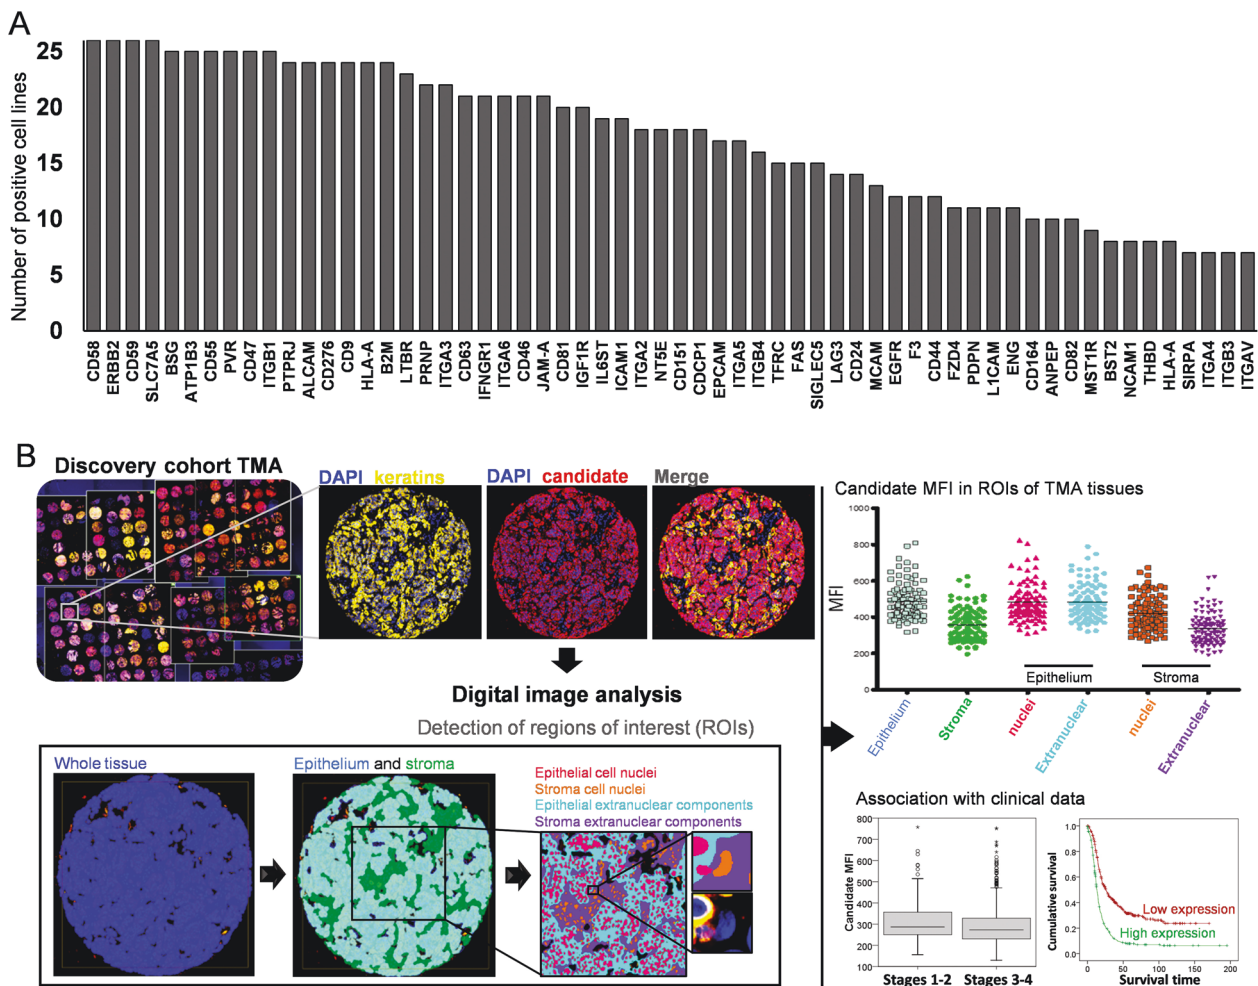 A
Number of positive cell lines
25
20
15
10
5
0
CD58
ERBB2
CD59
SLC7A5
BSG
ATP1B3
CD55
PVR
CD47
ITGB1
PTPRJ
ALCAM
CD276
CD9
HLA-A
B2M
LTBR
PRNP
ITGA3
CD63
IFNGR1
ITGA6
CD46
JAM-A
CD81
IGF1R
IL6ST
ICAM1
ITGA2
NT5E
CD151
CDCP1
EPCAM
ITGA5
ITGB4
TFRC
FAS
SIGLEC5
LAG3
CD24
MCAM
EGFR
F3
CD44
FZD4
PDPN
L1CAM
ENG
CD164
ANPEP
CD82
MST1R
BST2
NCAM1
THBD
HLA-A
SIRPA
ITGA4
ITGB3
ITGAV
B
Discovery cohort TMA
DAPI keratins
DAPI candidate
Merge
Digital image analysis
Detection of regions of interest (ROIs)
Whole tissue
Epithelium and stroma
Epithelial cell nuclei
Stroma cell nuclei
Epithelial extranuclear components
Stroma extranuclear components
Candidate MFI in ROIs of TMA tissues
MFI
1000
800
600
400
200
0
Epithelium
Stroma
Epithelium
Stroma
nuclei
Extranuclear
nuclei
Extranuclear
Association with clinical data
Candidate MFI
800
700
600
500
400
300
200
100
Stages 1-2
Stages 3-4
Cumulative survival
1.0
0.8
0.6
0.4
0.2
0.0
Low expression
High expression
0
50
100
150
200
Survival time